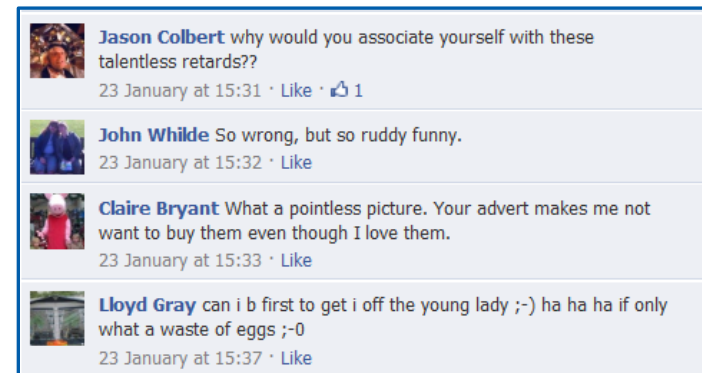 Jason Colbert why would you associate yourself with these
talentless retards??
23 January at 15:31 · Like · 1
John Whilde So wrong, but so ruddy funny.
23 January at 15:32 · Like
Claire Bryant What a pointless picture. Your advert makes me not
want to buy them even though I love them.
23 January at 15:33 · Like
Lloyd Gray can i b first to get i off the young lady ;-) ha ha ha if only
what a waste of eggs ;-0
23 January at 15:37 · Like